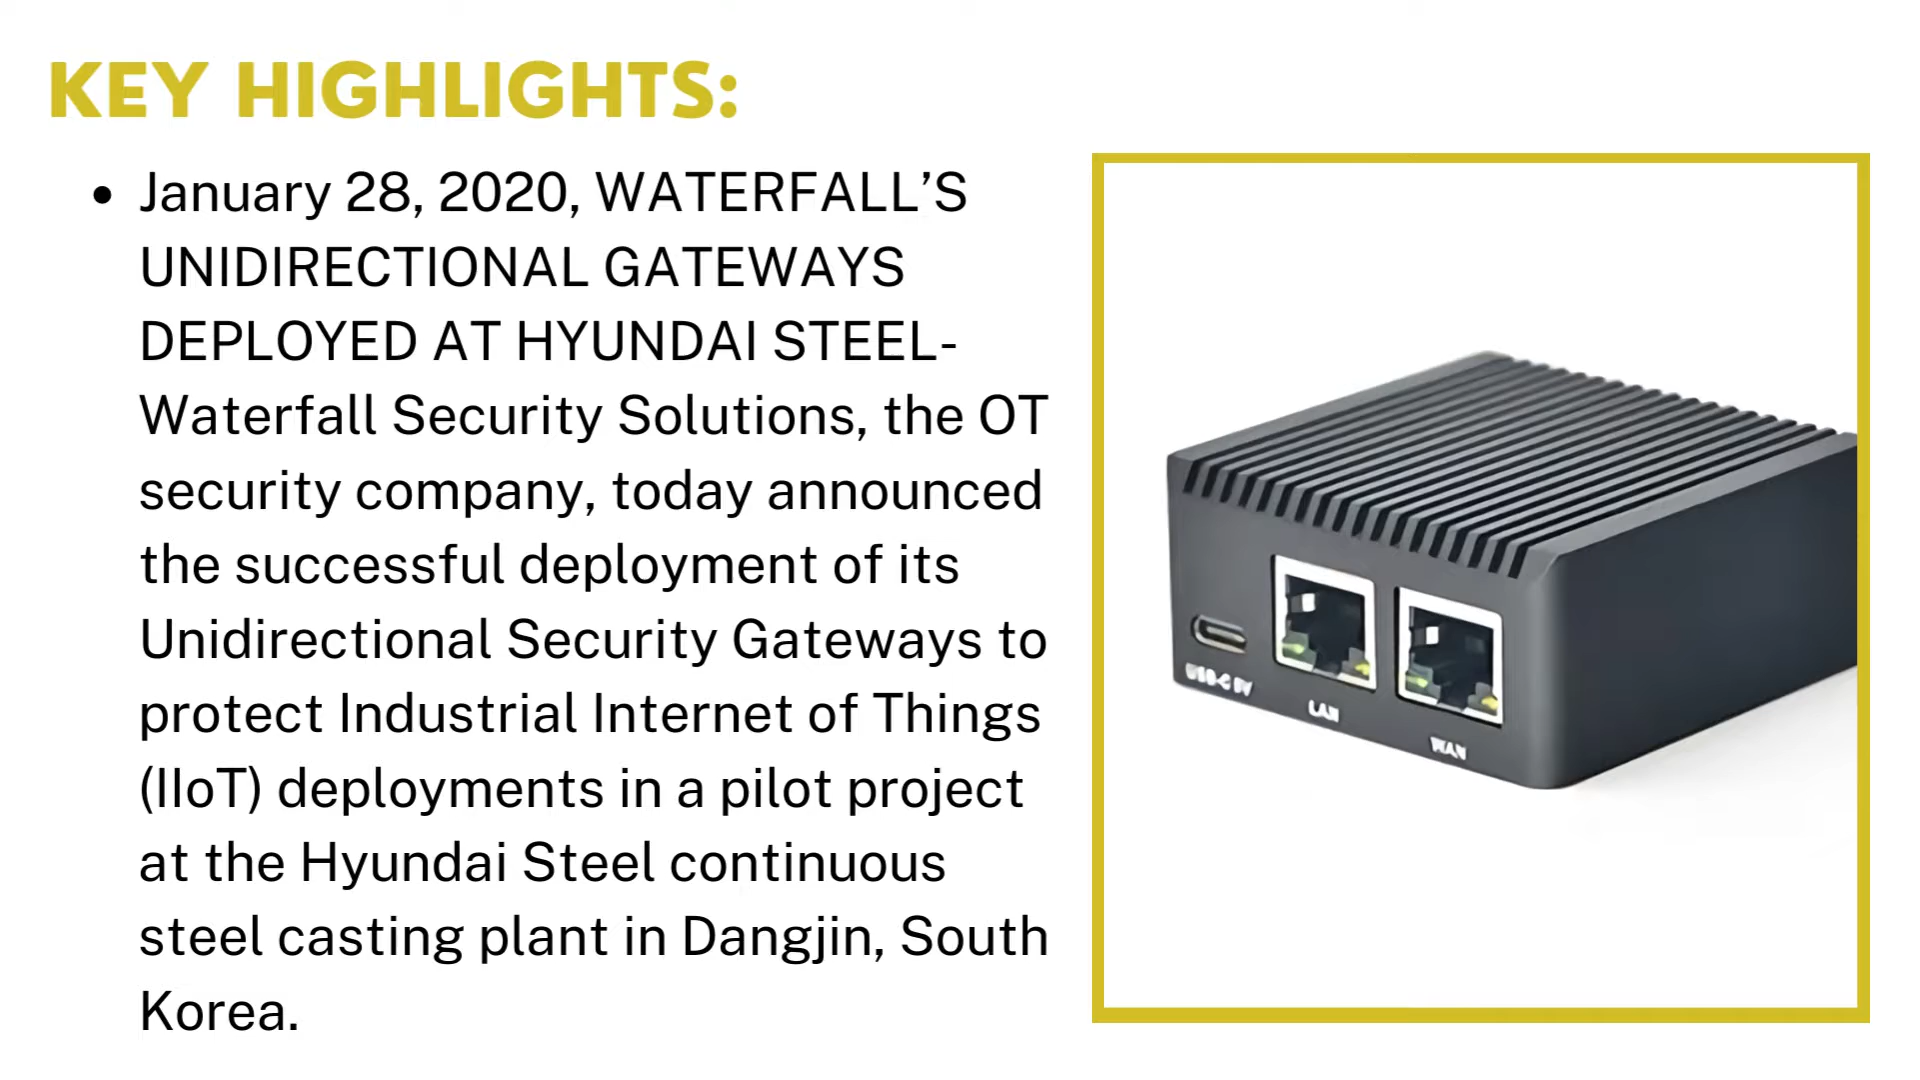 KEY HIGHLIGHTS:
• January 28, 2020, WATERFALL’S
UNIDIRECTIONAL GATEWAYS
DEPLOYED AT HYUNDAI STEEL-
Waterfall Security Solutions, the OT
security company, today announced
the successful deployment of its
Unidirectional Security Gateways to
protect Industrial Internet of Things
(IIoT) deployments in a pilot project
at the Hyundai Steel continuous
steel casting plant in Dangjin, South
Korea.
USB-C 5V
LAN
WAN